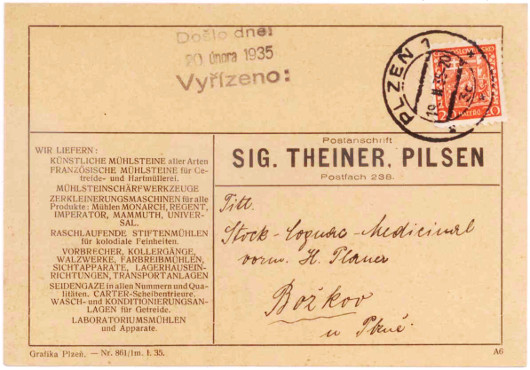 Došlo dne:
20 února 1935
Vyřízeno:
PLZEN 1
20
WIR LIEFERN:
KÜNSTLICHE MÜHLSTEINE aller Arten
FRANZÖSISCHE MÜHLSTEINE für Ge-
treide- und Hartmüllerei.
MÜHLSTEINSCHÄRFWERKZEUGE
ZERKLEINERUNGSMASCHINEN für alle
Produkte: Mühlen MONARCH, REGENT,
IMPERATOR, MAMMUTH, UNIVER-
SAL.
RASCHLAUFENDE STIFTENMÜHLEN
für kolodiale Feinheiten.
VORBRECHER, KOLLERGÄNGE,
WALZWERKE, FARBREIBMÜHLEN,
SICHTAPPARATE, LAGERHAUSEIN-
RICHTUNGEN, TRANSPORTANLAGEN
SEIDENGAZE in allen Nummern und Qua-
litäten, CARTER-Scheibentrieure.
WASCH- und KONDITIONIERUNGSAN-
LAGEN für Getreide.
LABORATORIUMSMÜHLEN
und Apparate.
Postanschrift
SIG. THEINER, PILSEN
Postfach 238.
Titt.
Stock-Cognac-Medicinal
vorm. H. Planer
Božkov
u Plzně.
Grafika Plzeň. — Nr. 861/1m. I. 35.
A6